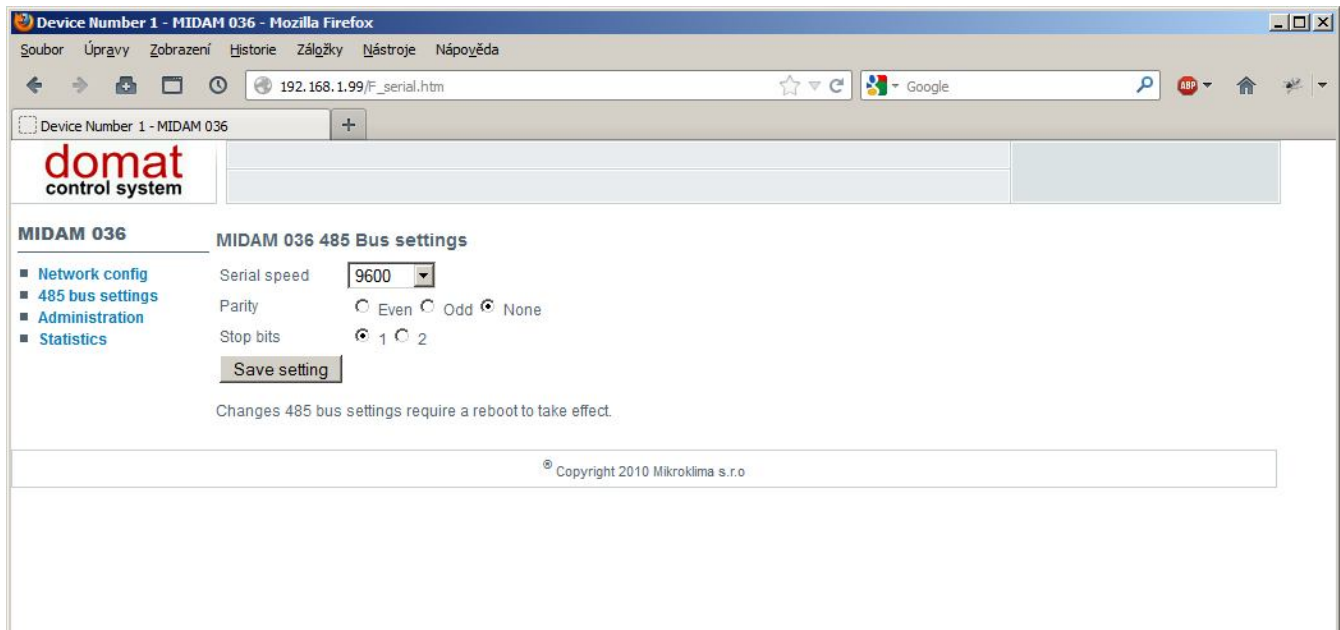 Device Number 1 - MIDAM 036 - Mozilla Firefox
Soubor Úpravy Zobrazení Historie Záložky Nástroje Nápověda
192.168.1.99/F_serial.htm Google ABP
Device Number 1 - MIDAM 036 +
domat
control system
MIDAM 036
Network config
485 bus settings
Administration
Statistics
MIDAM 036 485 Bus settings
Serial speed 9600
Parity Even Odd None
Stop bits 1 2
Save setting
Changes 485 bus settings require a reboot to take effect.
® Copyright 2010 Mikroklima s.r.o